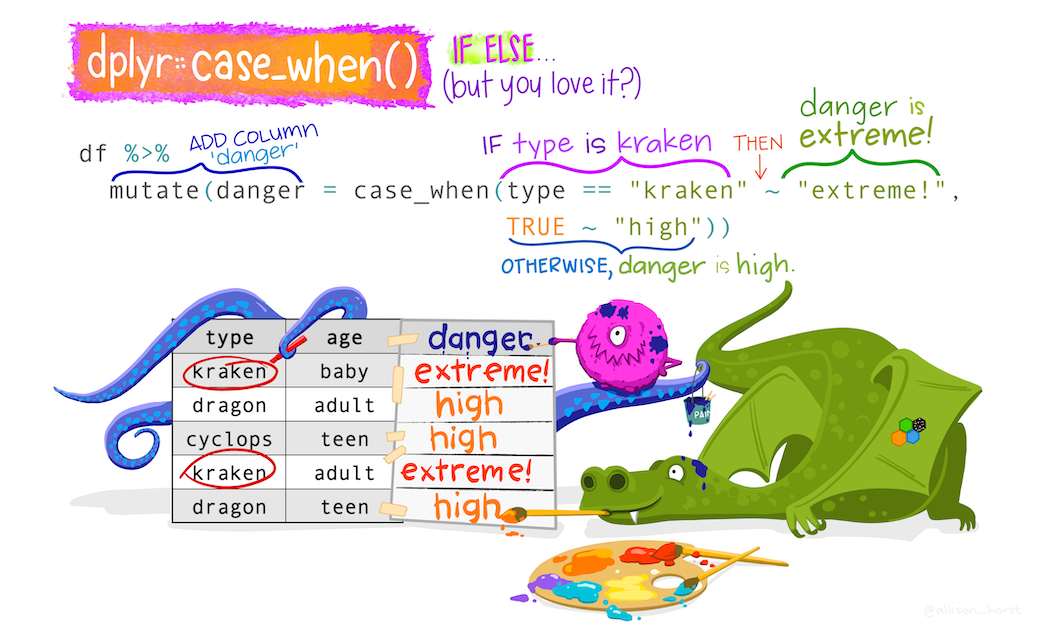 dplyr::case_when()
IF ELSE...
(but you love it?)
danger is
extreme!
ADD COLUMN
'danger'
IF type is kraken
THEN
df %>%
mutate(danger = case_when(type == "kraken" ~ "extreme!",
TRUE ~ "high"))
OTHERWISE, danger is high.
type age danger
kraken baby extreme!
dragon adult high
cyclops teen high
kraken adult extreme!
dragon teen high
PAINT
@allison_horst